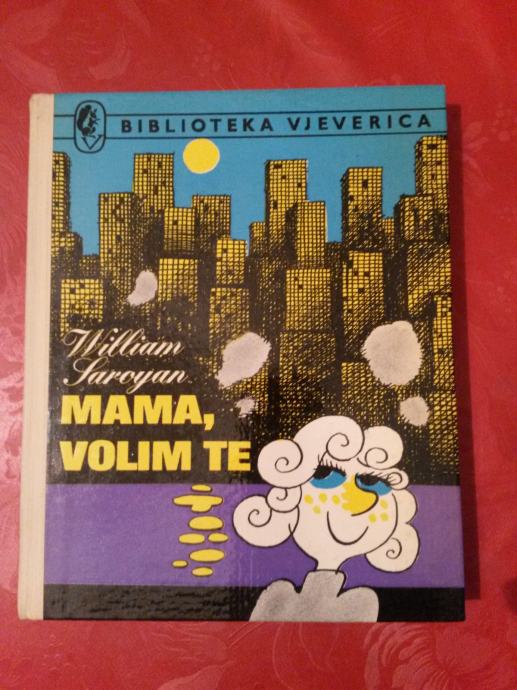 BIBLIOTEKA VJEVERICA
William
Saroyan
MAMA,
VOLIM TE